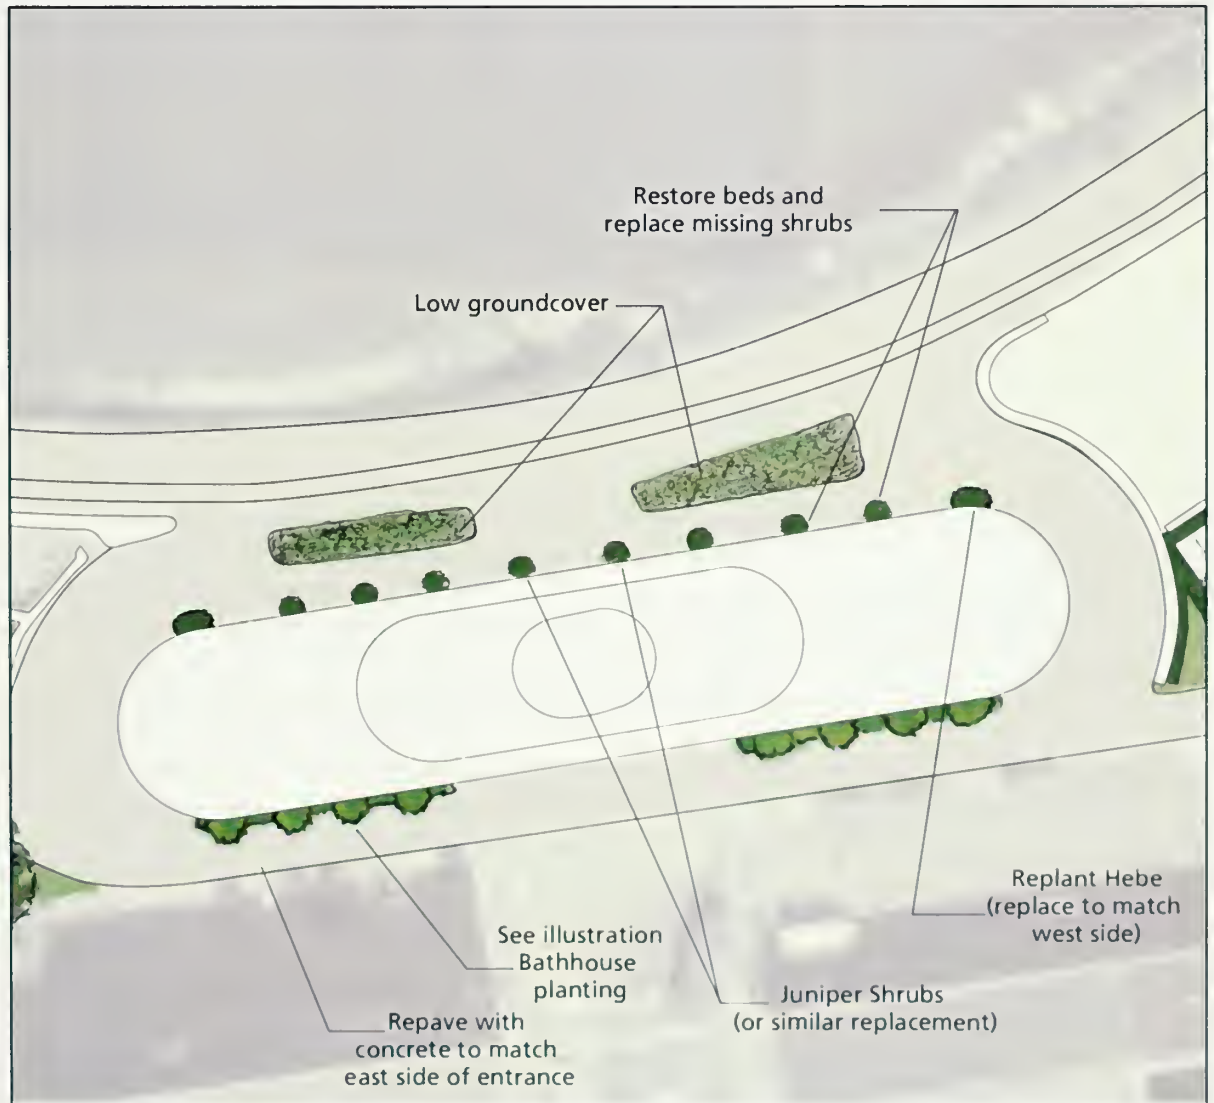 Restore beds and
replace missing shrubs
Low groundcover
Replant Hebe
(replace to match
west side)
See illustration
Bathhouse
planting
Juniper Shrubs
(or similar replacement)
Repave with
concrete to match
east side of entrance